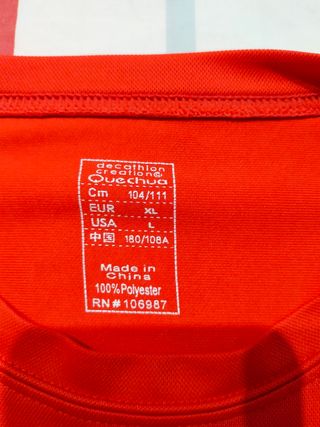 decathlon
creation®
Quechua
Cm 104/111
EUR XL
USA L
中国 180/108A
Made in
China
100%Polyester
RN#106987